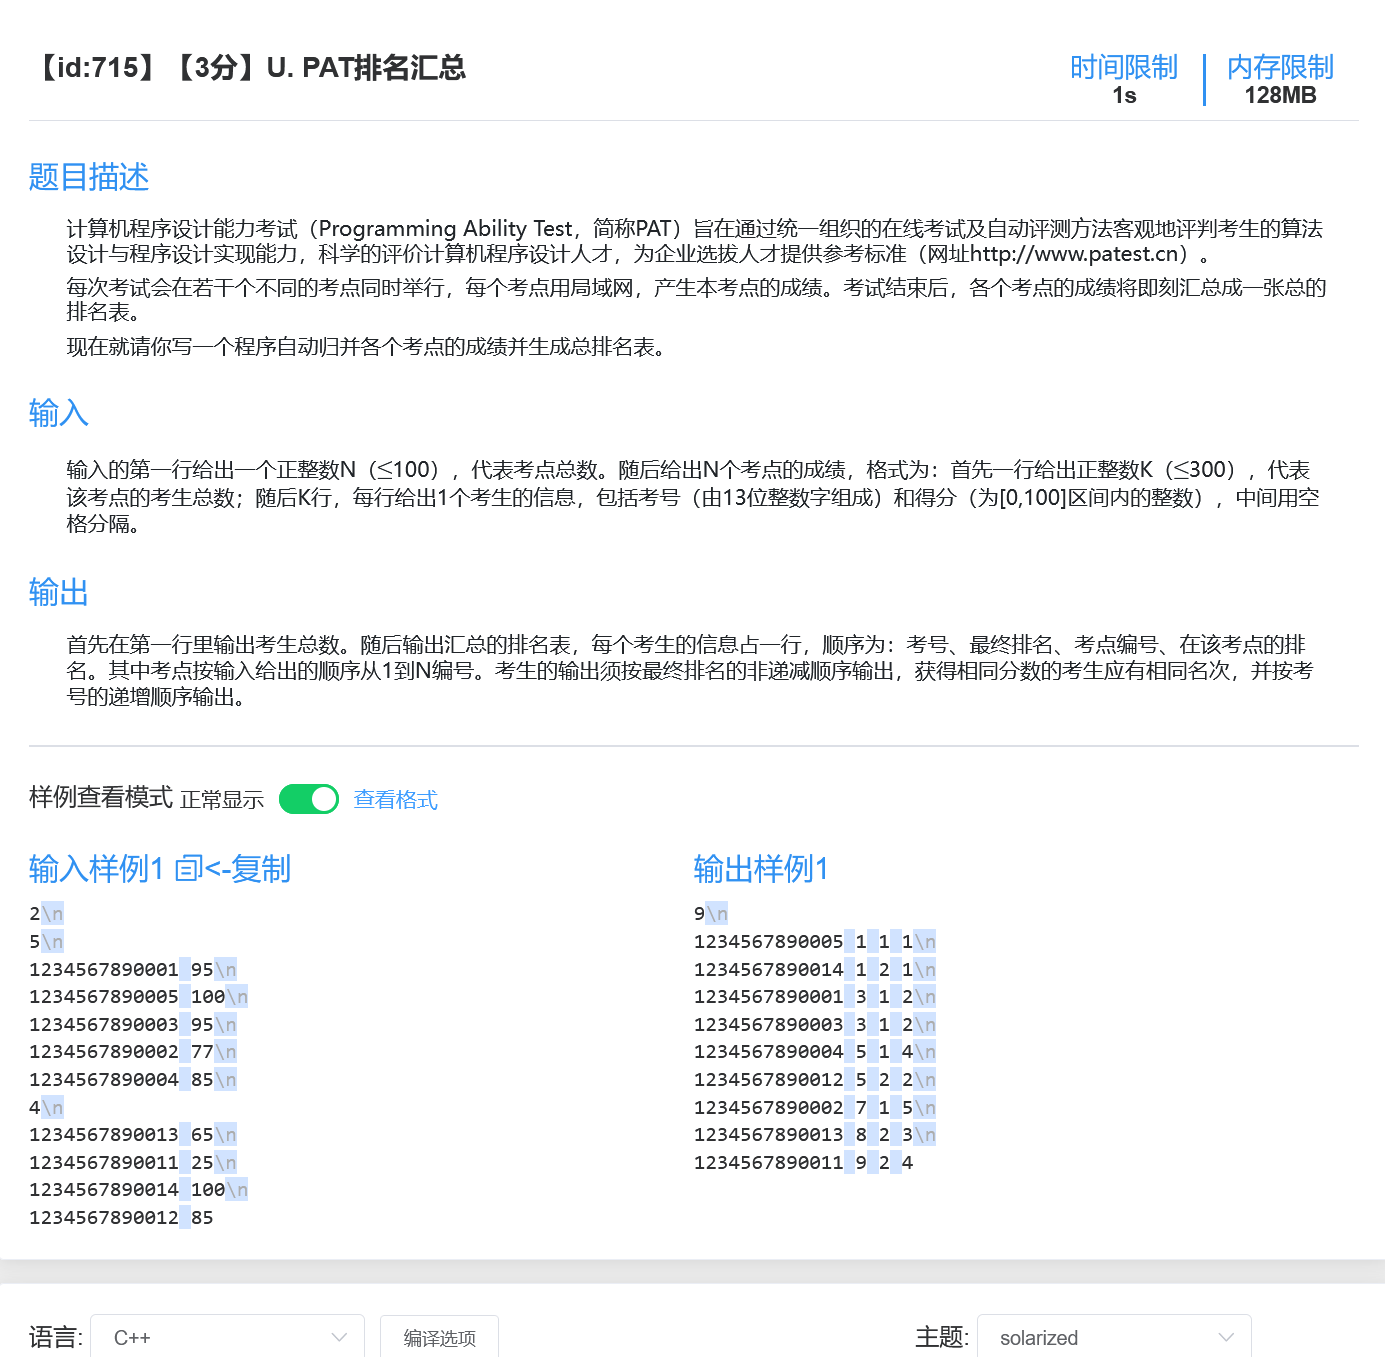 【id:715】【3分】U. PAT排名汇总
时间限制
1s
内存限制
128MB
题目描述
计算机程序设计能力考试（Programming Ability Test，简称PAT）旨在通过统一组织的在线考试及自动评测方法客观地评判考生的算法
设计与程序设计实现能力，科学的评价计算机程序设计人才，为企业选拔人才提供参考标准（网址http://www.patest.cn）。
每次考试会在若干个不同的考点同时举行，每个考点用局域网，产生本考点的成绩。考试结束后，各个考点的成绩将即刻汇总成一张总的
排名表。
现在就请你写一个程序自动归并各个考点的成绩并生成总排名表。
输入
输入的第一行给出一个正整数N（≤100），代表考点总数。随后给出N个考点的成绩，格式为：首先一行给出正整数K（≤300），代表
该考点的考生总数；随后K行，每行给出1个考生的信息，包括考号（由13位整数字组成）和得分（为[0,100]区间内的整数），中间用空
格分隔。
输出
首先在第一行里输出考生总数。随后输出汇总的排名表，每个考生的信息占一行，顺序为：考号、最终排名、考点编号、在该考点的排
名。其中考点按输入给出的顺序从1到N编号。考生的输出须按最终排名的非递减顺序输出，获得相同分数的考生应有相同名次，并按考
号的递增顺序输出。
样例查看模式 正常显示 查看格式
输入样例1 <-复制
2\n
5\n
1234567890001 95\n
1234567890005 100\n
1234567890003 95\n
1234567890002 77\n
1234567890004 85\n
4\n
1234567890013 65\n
1234567890011 25\n
1234567890014 100\n
1234567890012 85
输出样例1
9\n
1234567890005 1 1 1\n
1234567890014 1 2 1\n
1234567890001 3 1 2\n
1234567890003 3 1 2\n
1234567890004 5 1 4\n
1234567890012 5 2 2\n
1234567890002 7 1 5\n
1234567890013 8 2 3\n
1234567890011 9 2 4
语言: C++ 编译选项 主题: solarized